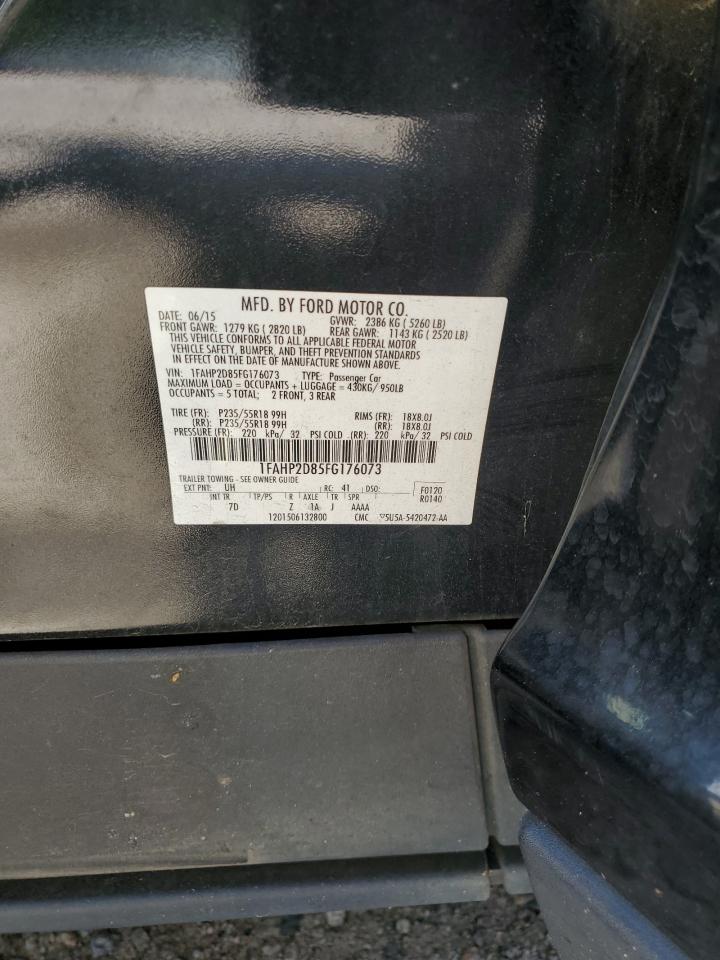 MFD. BY FORD MOTOR CO.
DATE: 06/15 GVWR: 2386 KG ( 5260 LB)
FRONT GAWR: 1279 KG ( 2820 LB) REAR GAWR: 1143 KG ( 2520 LB)
THIS VEHICLE CONFORMS TO ALL APPLICABLE FEDERAL MOTOR
VEHICLE SAFETY, BUMPER, AND THEFT PREVENTION STANDARDS
IN EFFECT ON THE DATE OF MANUFACTURE SHOWN ABOVE.
VIN: 1FAHP2D85FG176073 TYPE: Passenger Car
MAXIMUM LOAD = OCCUPANTS + LUGGAGE = 430KG/ 950LB
OCCUPANTS = 5 TOTAL; 2 FRONT, 3 REAR
TIRE (FR): P235/55R18 99H RIMS (FR): 18X8.0J
(RR): P235/55R18 99H (RR): 18X8.0J
PRESSURE (FR): 220 kPa/ 32 PSI COLD (RR): 220 kPa/ 32 PSI COLD
1FAHP2D85FG176073
TRAILER TOWING - SEE OWNER GUIDE
EXT PNT: UH RC: 41 DSO: F0120
R0140
INT TR TP/PS R AXLE TR SPR
7D Z 1A J AAAA
1201506132800 CMC 5U5A-5420472-AA